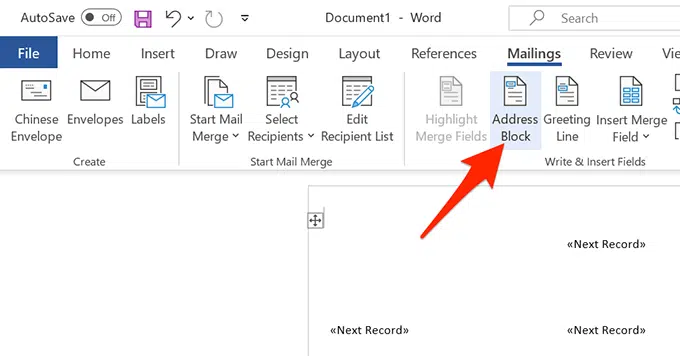 AutoSave Off Document1 - Word Search
File Home Insert Draw Design Layout References Mailings Review
Chinese
Envelope
Envelopes
Labels
Start Mail
Merge
Select
Recipients
Edit
Recipient List
Highlight
Merge Fields
Address
Block
Greeting
Line
Insert Merge
Field
Create Start Mail Merge Write & Insert Fields
«Next Record»
«Next Record» «Next Record»